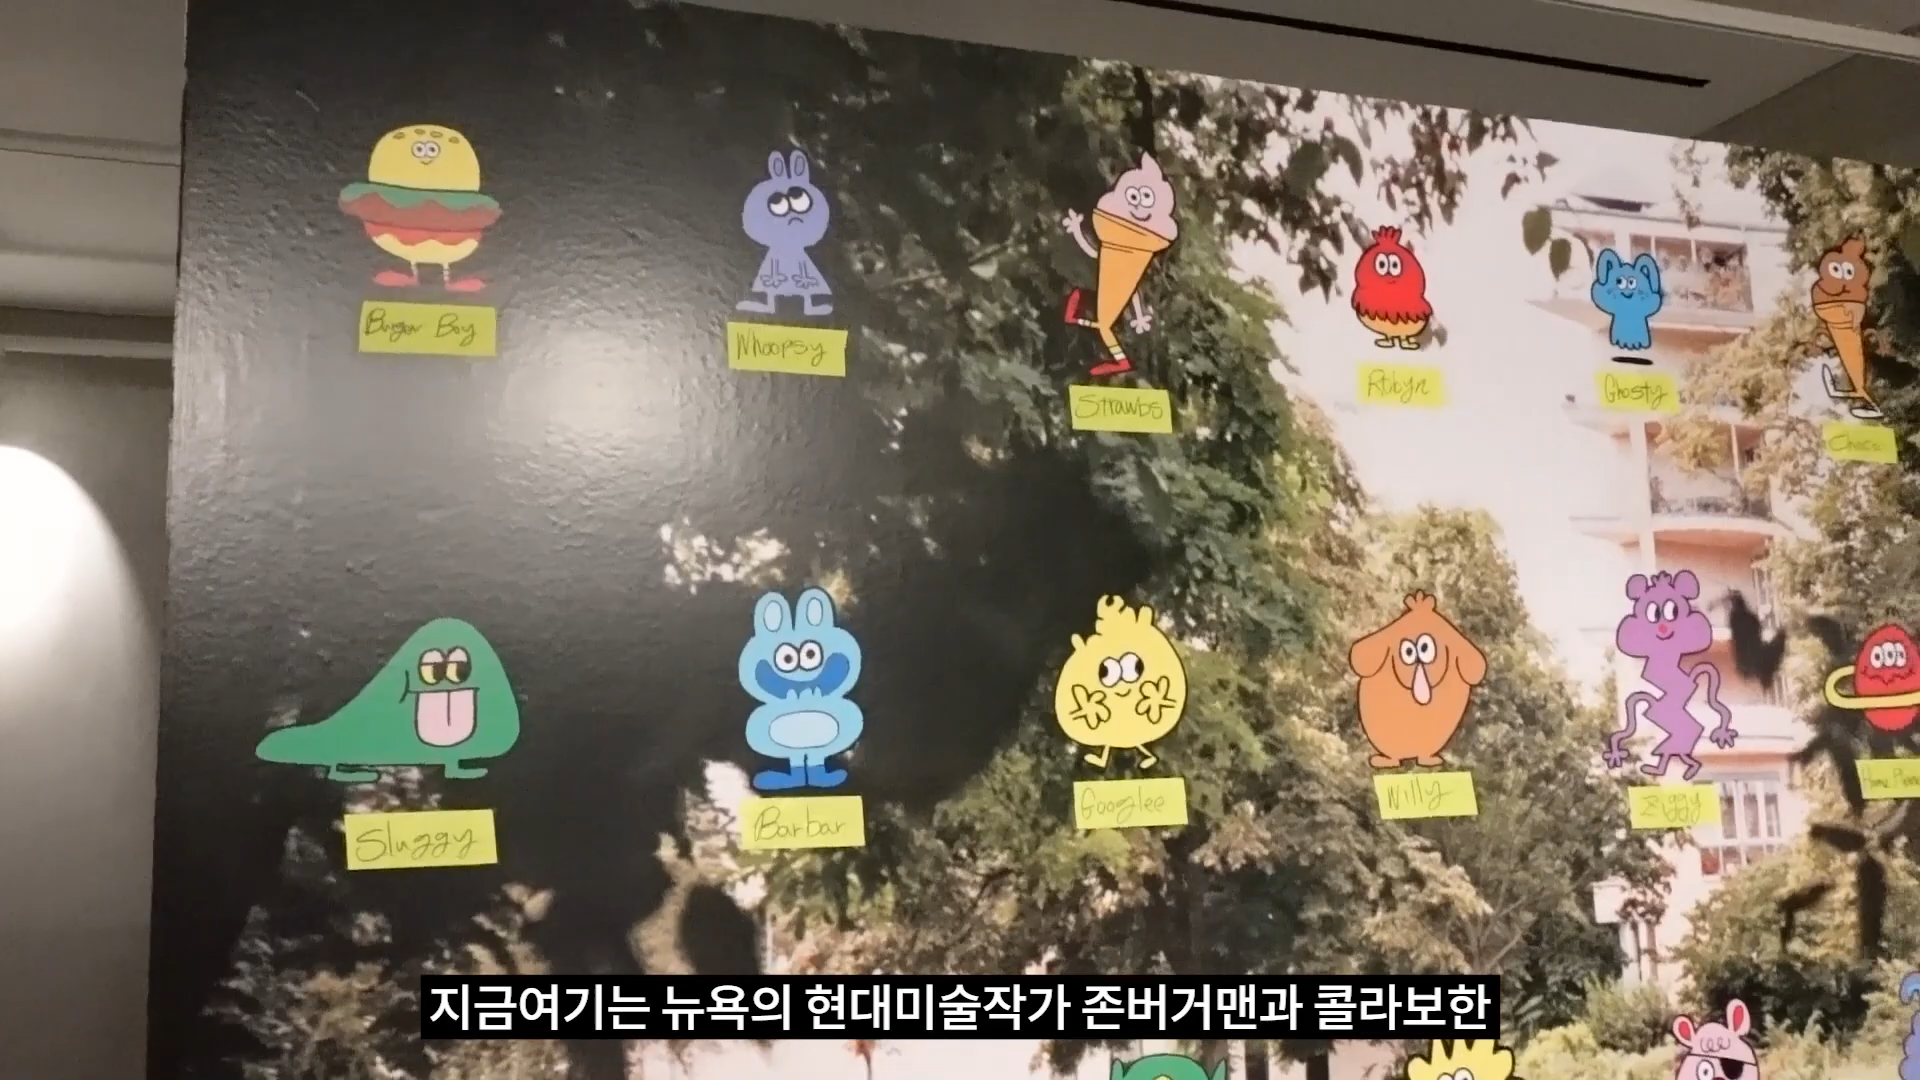 Burger Boy
Whoopsy
Strawbs
Robyn
Ghosty
Choco
Sluggy
Barbar
Googlee
Willy
Ziggy
지금여기는 뉴욕의 현대미술작가 존버거맨과 콜라보한